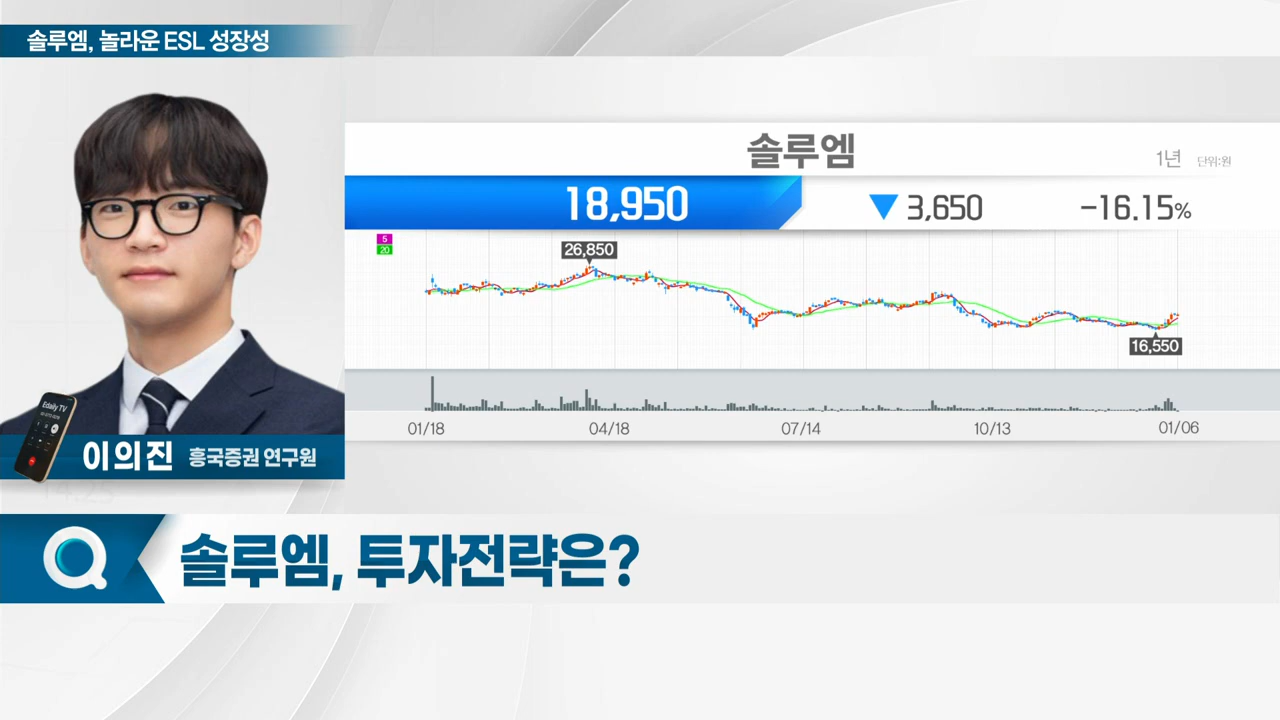 솔루엠, 놀라운 ESL 성장성
솔루엠
1년 단위:원
18,950
▼ 3,650
-16.15%
5
20
26,850
16,550
01/18
04/18
07/14
10/13
01/06
Edaily TV
이의진 흥국증권 연구원
14:25
Q
솔루엠, 투자전략은?